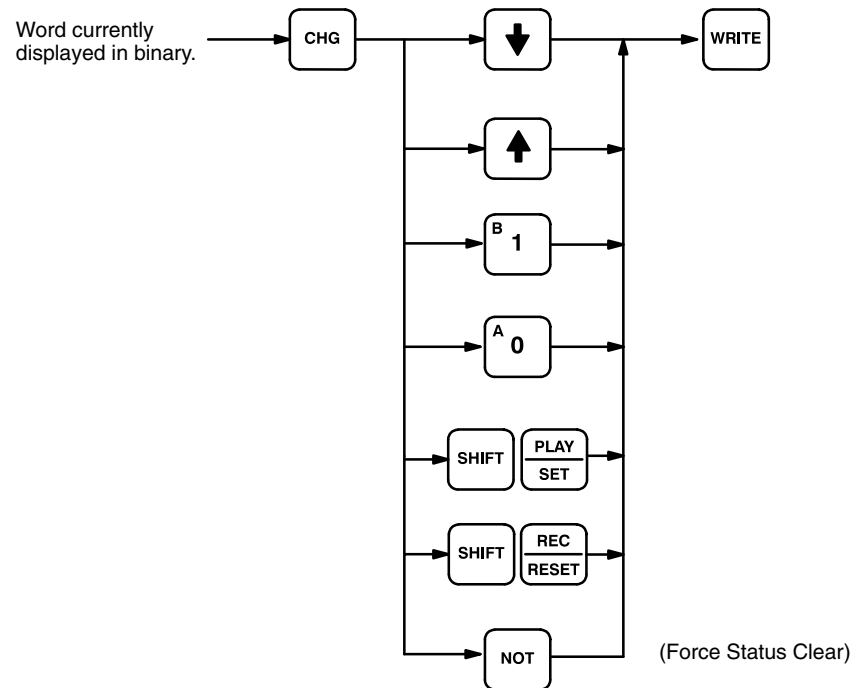 Word currently
displayed in binary.
CHG
WRITE
B 1
A 0
SHIFT PLAY SET
SHIFT REC RESET
NOT
(Force Status Clear)